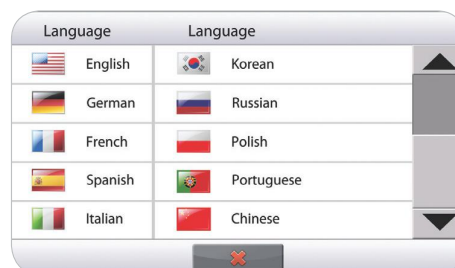 Language Language
English Korean
German Russian
French Polish
Spanish Portuguese
Italian Chinese